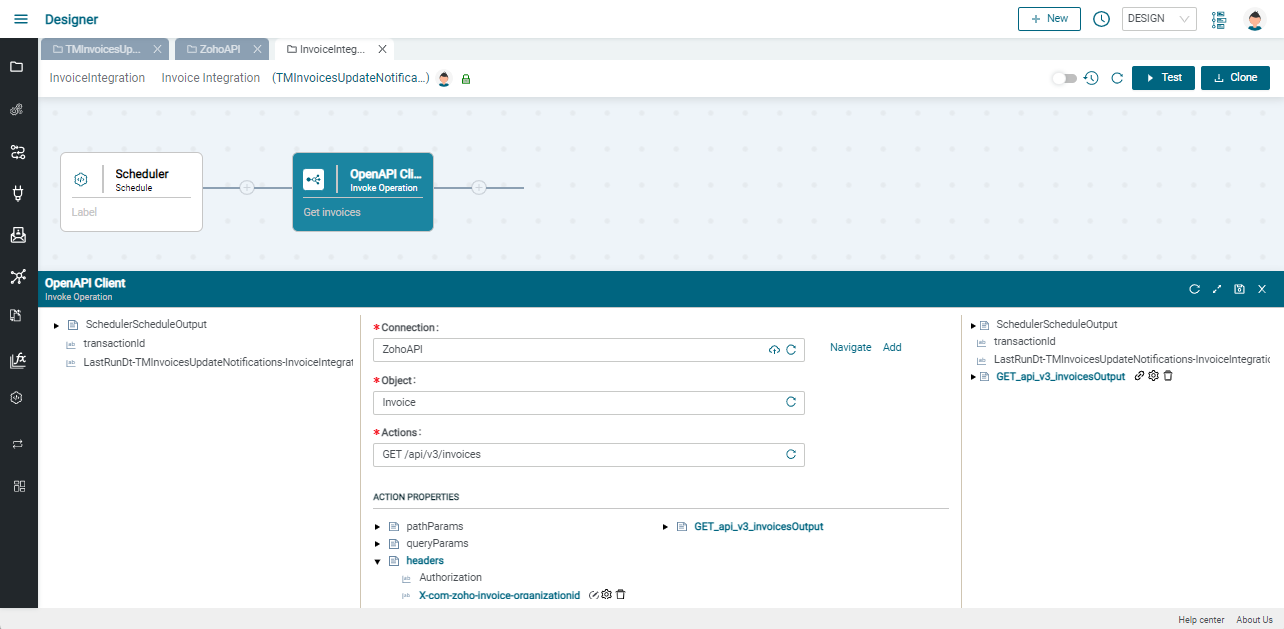 Designer
New
DESIGN
TMInvoicesUp...
ZohoAPI
InvoiceInteg...
InvoiceIntegration
Invoice Integration
(TMInvoicesUpdateNotifica...)
Test
Clone
Scheduler
Schedule
Label
OpenAPI Cli...
Invoke Operation
Get invoices
OpenAPI Client
Invoke Operation
SchedulerScheduleOutput
transactionId
LastRunDt-TMInvoicesUpdateNotifications-InvoiceIntegrat
*Connection:
ZohoAPI
Navigate
Add
*Object:
Invoice
*Actions:
GET /api/v3/invoices
ACTION PROPERTIES
pathParams
queryParams
headers
Authorization
X-com-zoho-invoice-organizationid
GET_api_v3_invoicesOutput
SchedulerScheduleOutput
transactionId
LastRunDt-TMInvoicesUpdateNotifications-InvoiceIntegratio
GET_api_v3_invoicesOutput
Help center
About Us